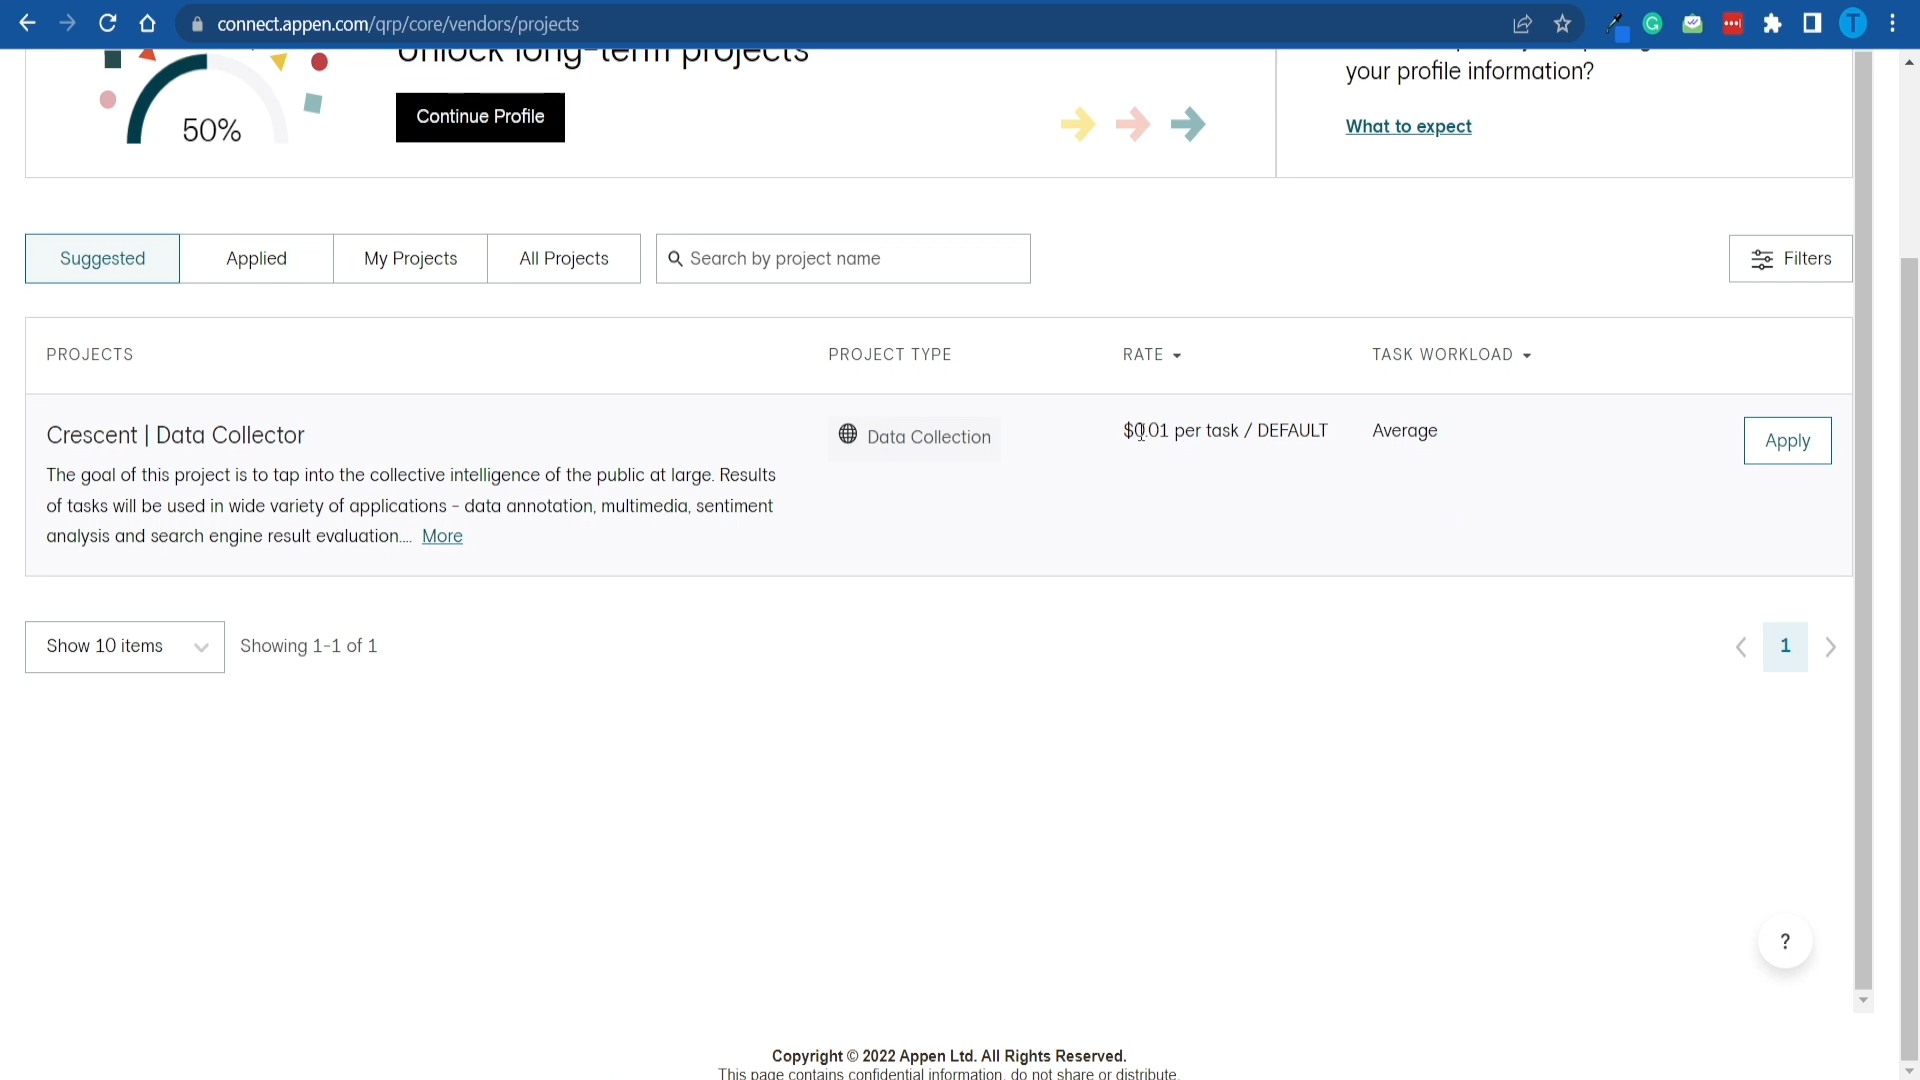 connect.appen.com/qrp/core/vendors/projects
T
Unlock long-term projects
50%
Continue Profile
your profile information?
What to expect
Suggested
Applied
My Projects
All Projects
Search by project name
Filters
PROJECTS
PROJECT TYPE
RATE
TASK WORKLOAD
Crescent | Data Collector
Data Collection
$0.01 per task / DEFAULT
Average
Apply
The goal of this project is to tap into the collective intelligence of the public at large. Results
of tasks will be used in wide variety of applications - data annotation, multimedia, sentiment
analysis and search engine result evaluation.... More
Show 10 items
Showing 1-1 of 1
1
?
Copyright © 2022 Appen Ltd. All Rights Reserved.
This page contains confidential information, do not share or distribute.